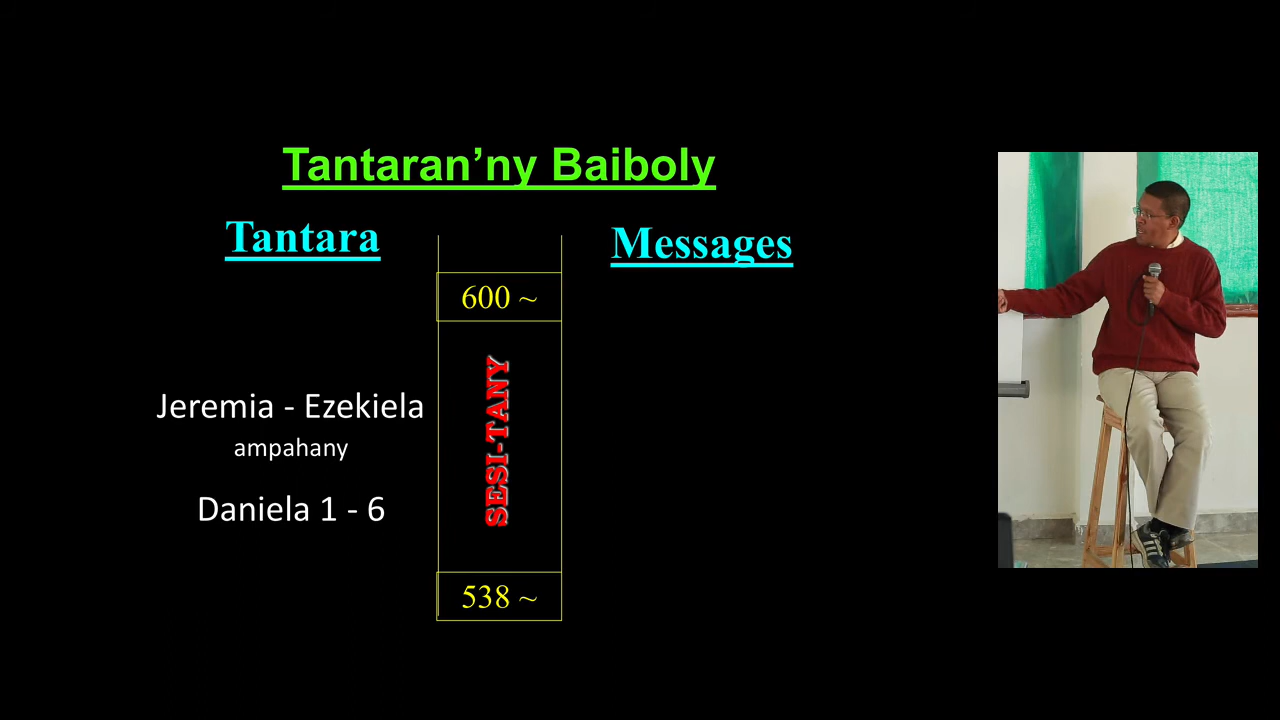 Tantaran’ny Baiboly
Tantara
Messages
600 ~
Jeremia - Ezekiela
ampahany
Daniela 1 - 6
SESI-TANY
538 ~